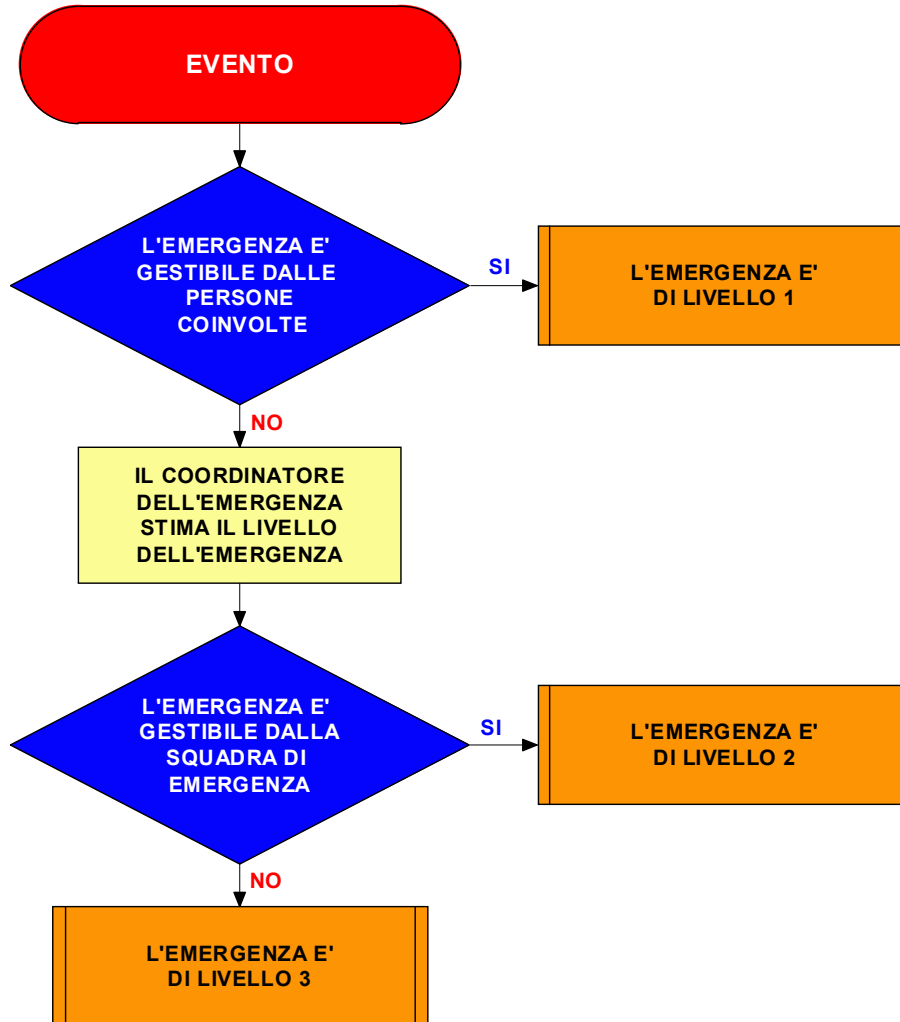 EVENTO
L'EMERGENZA E'
GESTIBILE DALLE
PERSONE
COINVOLTE
SI
L'EMERGENZA E'
DI LIVELLO 1
NO
IL COORDINATORE
DELL'EMERGENZA
STIMA IL LIVELLO
DELL'EMERGENZA
L'EMERGENZA E'
GESTIBILE DALLA
SQUADRA DI
EMERGENZA
SI
L'EMERGENZA E'
DI LIVELLO 2
NO
L'EMERGENZA E'
DI LIVELLO 3